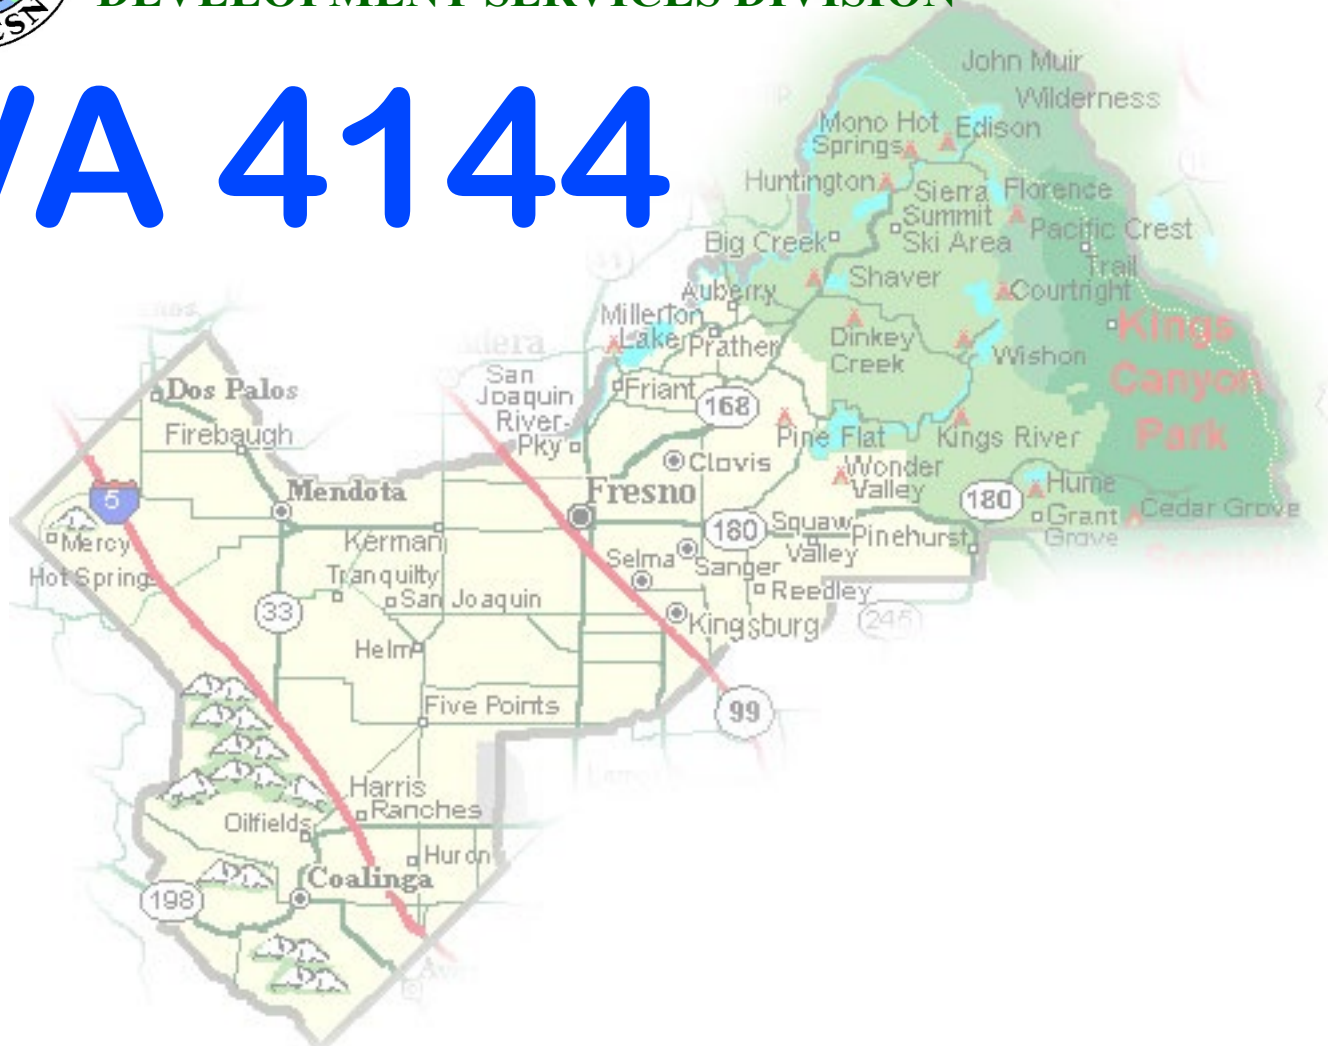 DEVELOPMENT SERVICES DIVISION
VA 4144
John Muir
Wilderness
Mono Hot
Springs
Edison
Huntington
Sierra
Summit
Ski Area
Florence
Pacific Crest
Trail
Big Creek
Shaver
Courtright
Auberry
Millerton
Lake
Prather
Dinkey
Creek
Wishon
Kings
Canyon
Park
San
Joaquin
River
Pky
Friant
168
Dos Palos
Firebaugh
Pine Flat
Kings River
Clovis
Wonder
Valley
5
Mendota
Fresno
180
Hume
Grant
Grove
Cedar Grove
Mercy
Hot Springs
Kerman
180
Squaw
Valley
Pinehurst
Selma
Sanger
Reedley
Tranquilty
San Joaquin
33
Kingsburg
245
Helm
Five Points
99
Harris
Ranches
Oilfields
Huron
Coalinga
198